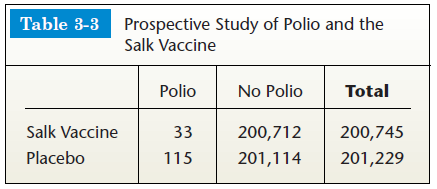 Table 3-3 Prospective Study of Polio and the
Salk Vaccine
Polio No Polio Total
Salk Vaccine 33 200,712 200,745
Placebo 115 201,114 201,229